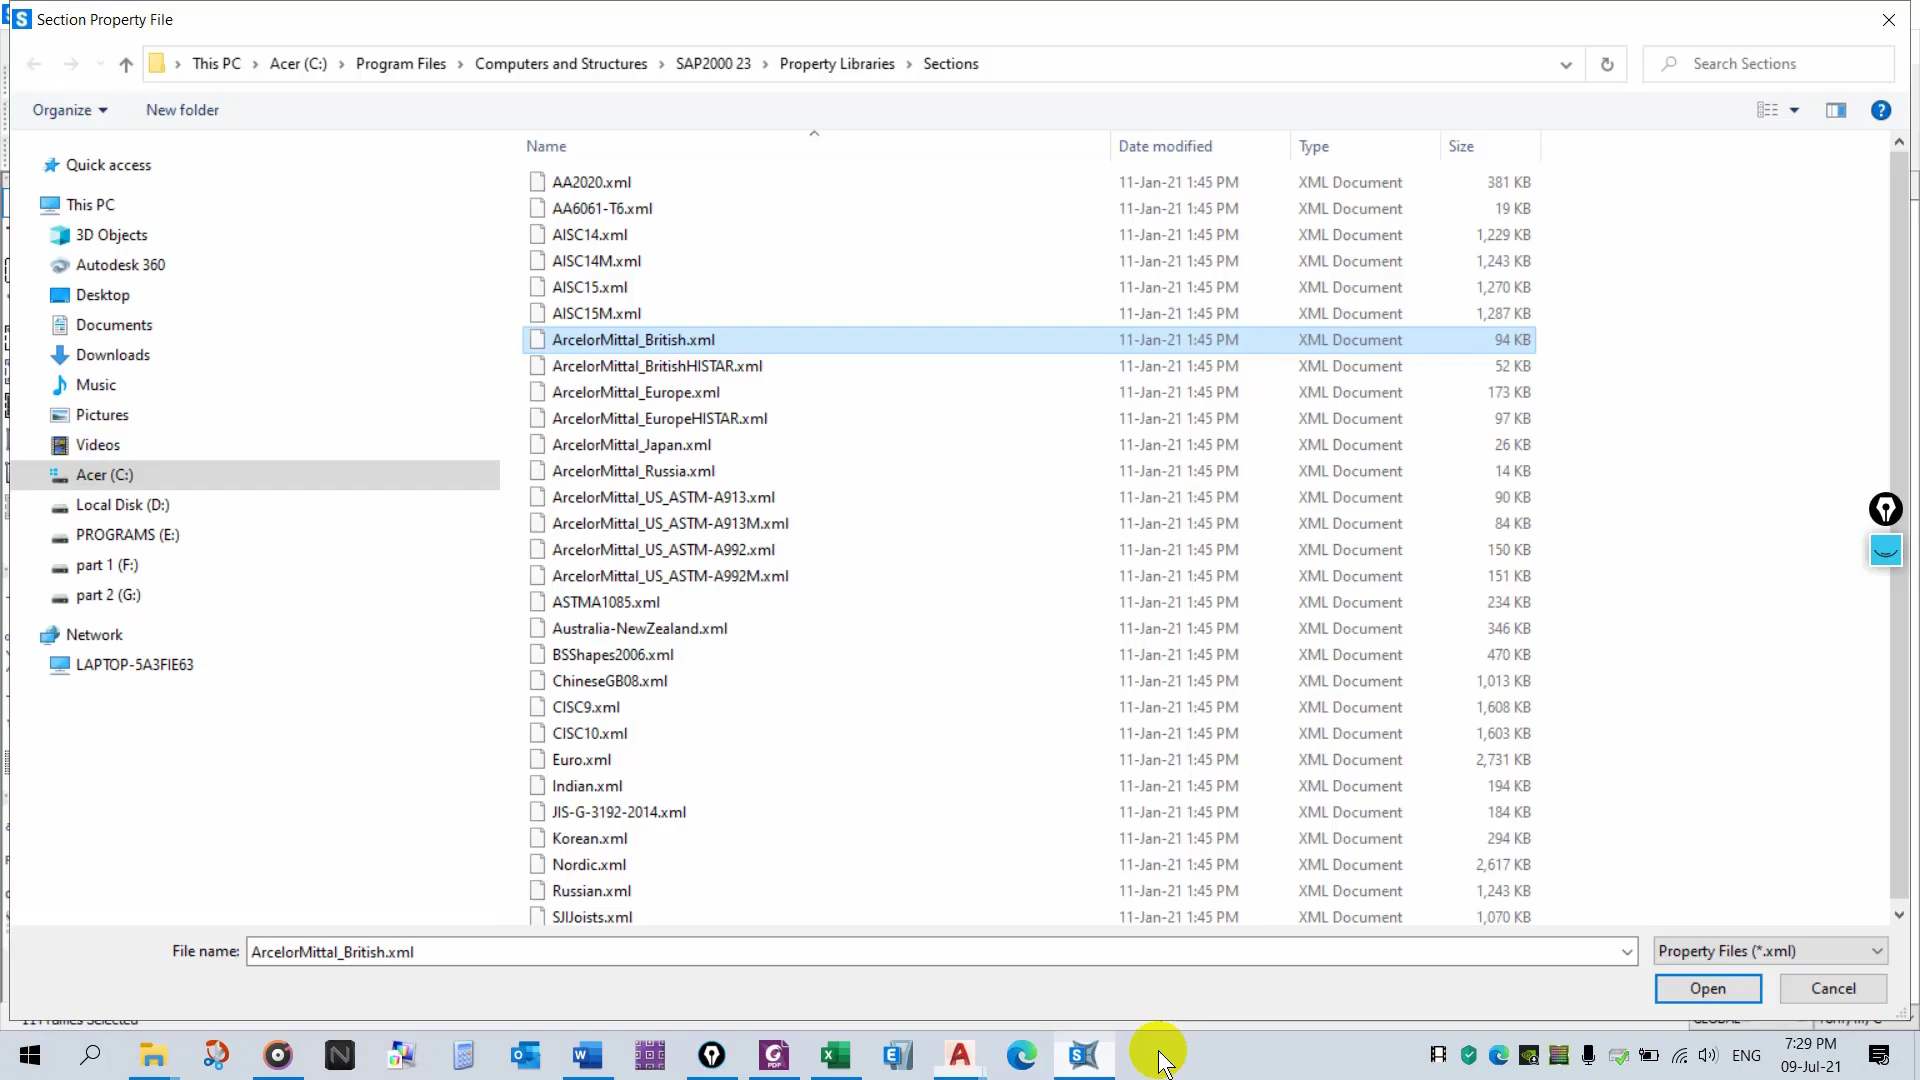 Section Property File
This PC > Acer (C:) > Program Files > Computers and Structures > SAP2000 23 > Property Libraries > Sections
Search Sections
Organize
New folder
Quick access
This PC
3D Objects
Autodesk 360
Desktop
Documents
Downloads
Music
Pictures
Videos
Acer (C:)
Local Disk (D:)
PROGRAMS (E:)
part 1 (F:)
part 2 (G:)
Network
LAPTOP-5A3FIE63
Name Date modified Type Size
AA2020.xml 11-Jan-21 1:45 PM XML Document 381 KB
AA6061-T6.xml 11-Jan-21 1:45 PM XML Document 19 KB
AISC14.xml 11-Jan-21 1:45 PM XML Document 1,229 KB
AISC14M.xml 11-Jan-21 1:45 PM XML Document 1,243 KB
AISC15.xml 11-Jan-21 1:45 PM XML Document 1,270 KB
AISC15M.xml 11-Jan-21 1:45 PM XML Document 1,287 KB
ArcelorMittal_British.xml 11-Jan-21 1:45 PM XML Document 94 KB
ArcelorMittal_BritishHISTAR.xml 11-Jan-21 1:45 PM XML Document 52 KB
ArcelorMittal_Europe.xml 11-Jan-21 1:45 PM XML Document 173 KB
ArcelorMittal_EuropeHISTAR.xml 11-Jan-21 1:45 PM XML Document 97 KB
ArcelorMittal_Japan.xml 11-Jan-21 1:45 PM XML Document 26 KB
ArcelorMittal_Russia.xml 11-Jan-21 1:45 PM XML Document 14 KB
ArcelorMittal_US_ASTM-A913.xml 11-Jan-21 1:45 PM XML Document 90 KB
ArcelorMittal_US_ASTM-A913M.xml 11-Jan-21 1:45 PM XML Document 84 KB
ArcelorMittal_US_ASTM-A992.xml 11-Jan-21 1:45 PM XML Document 150 KB
ArcelorMittal_US_ASTM-A992M.xml 11-Jan-21 1:45 PM XML Document 151 KB
ASTMA1085.xml 11-Jan-21 1:45 PM XML Document 234 KB
Australia-NewZealand.xml 11-Jan-21 1:45 PM XML Document 346 KB
BSShapes2006.xml 11-Jan-21 1:45 PM XML Document 470 KB
ChineseGB08.xml 11-Jan-21 1:45 PM XML Document 1,013 KB
CISC9.xml 11-Jan-21 1:45 PM XML Document 1,608 KB
CISC10.xml 11-Jan-21 1:45 PM XML Document 1,603 KB
Euro.xml 11-Jan-21 1:45 PM XML Document 2,731 KB
Indian.xml 11-Jan-21 1:45 PM XML Document 194 KB
JIS-G-3192-2014.xml 11-Jan-21 1:45 PM XML Document 184 KB
Korean.xml 11-Jan-21 1:45 PM XML Document 294 KB
Nordic.xml 11-Jan-21 1:45 PM XML Document 2,617 KB
Russian.xml 11-Jan-21 1:45 PM XML Document 1,243 KB
SJIJoists.xml 11-Jan-21 1:45 PM XML Document 1,070 KB
File name: ArcelorMittal_British.xml
Property Files (*.xml)
Open
Cancel
ENG
7:29 PM
09-Jul-21